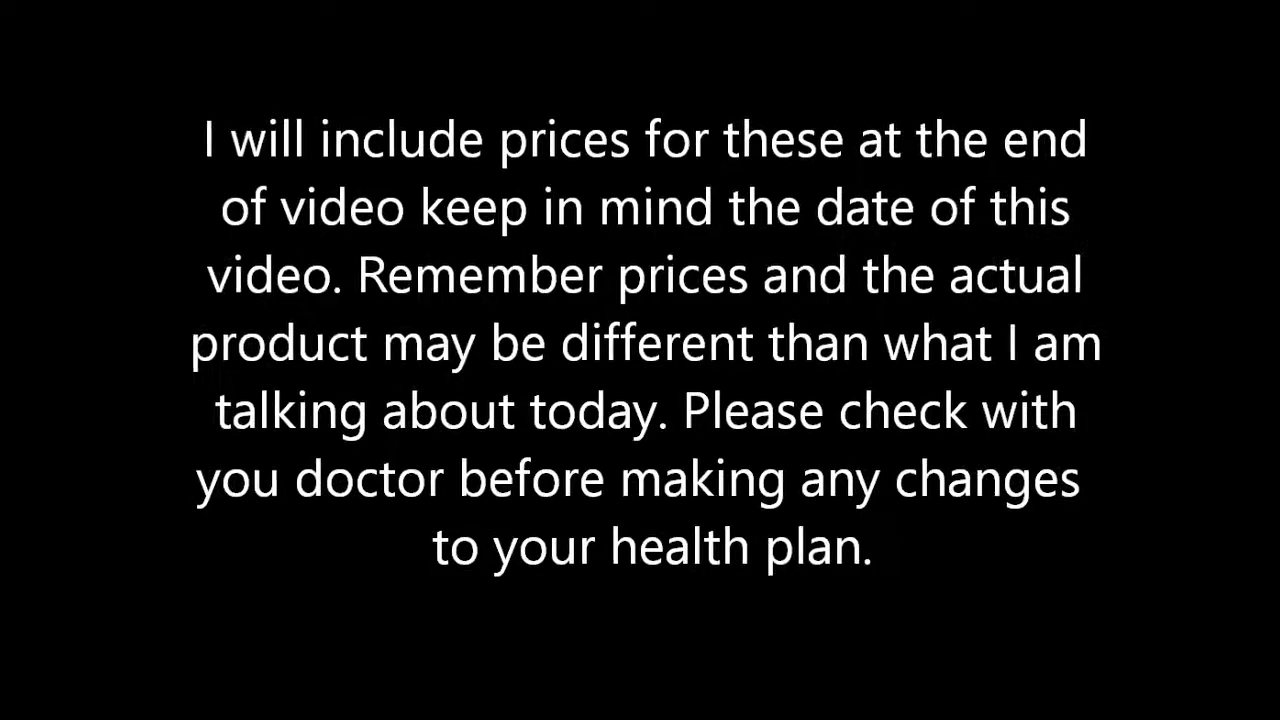 I will include prices for these at the end
of video keep in mind the date of this
video. Remember prices and the actual
product may be different than what I am
talking about today. Please check with
you doctor before making any changes
to your health plan.